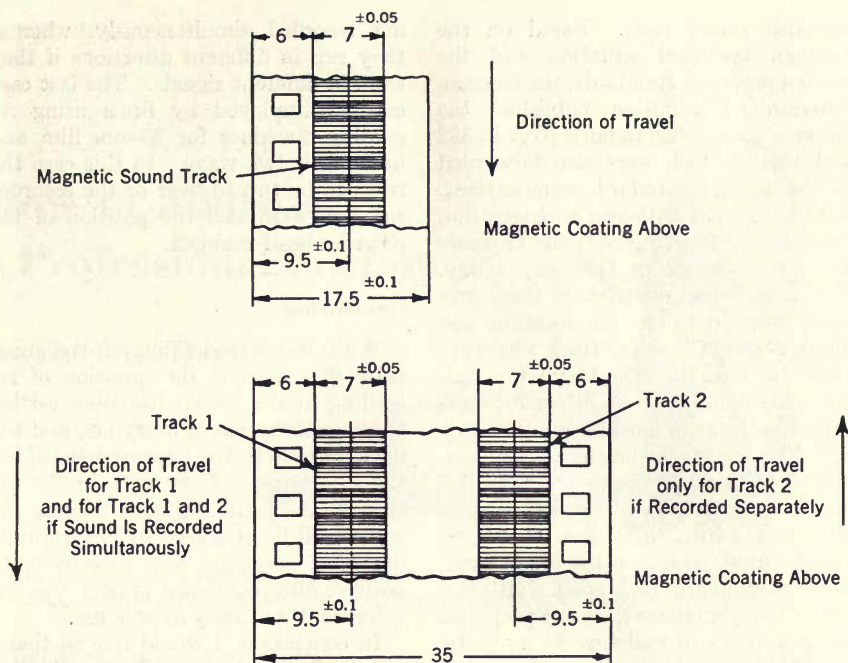 ±0.05
6
7
Direction of Travel
Magnetic Sound Track
Magnetic Coating Above
±0.1
9.5
±0.1
17.5
±0.05
±0.05
6
7
7
6
Track 1
Track 2
Direction of Travel
for Track 1
and for Track 1 and 2
if Sound Is Recorded
Simultanously
Direction of Travel
only for Track 2
if Recorded Separately
Magnetic Coating Above
±0.1
9.5
±0.1
9.5
35